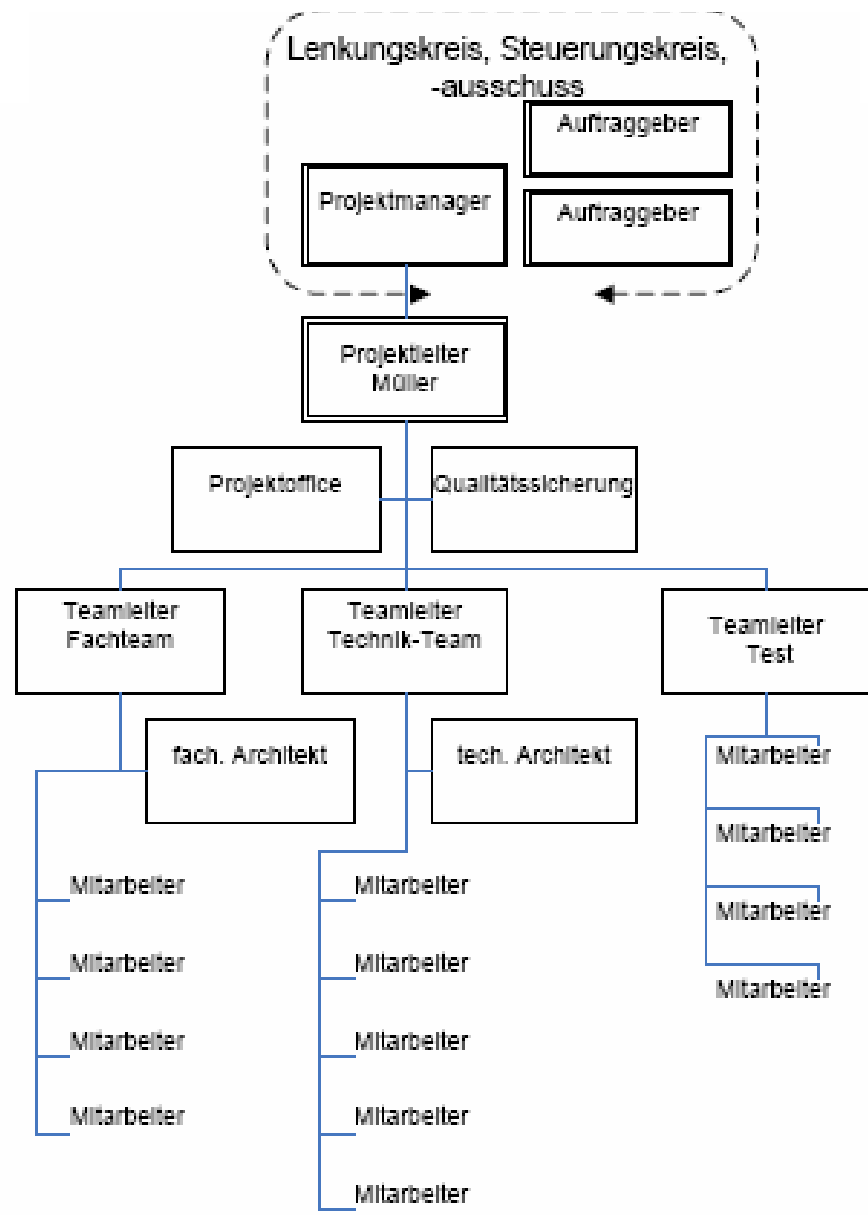 Lenkungskreis, Steuerungskreis,
-ausschuss
Auftraggeber
Projektmanager
Auftraggeber
Projektleiter
Müller
Projektoffice
Qualitätssicherung
Teamleiter
Fachteam
Teamleiter
Technik-Team
Teamleiter
Test
fach. Architekt
tech. Architekt
Mitarbeiter
Mitarbeiter
Mitarbeiter
Mitarbeiter
Mitarbeiter
Mitarbeiter
Mitarbeiter
Mitarbeiter
Mitarbeiter
Mitarbeiter
Mitarbeiter
Mitarbeiter
Mitarbeiter